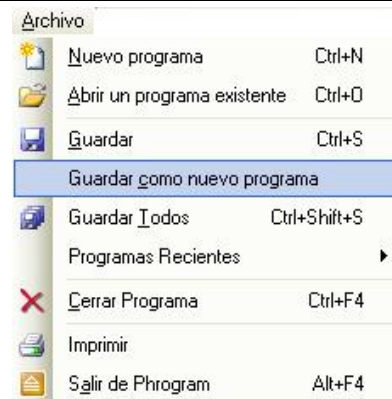 Archivo
Nuevo programa Ctrl+N
Abrir un programa existente Ctrl+O
Guardar Ctrl+S
Guardar como nuevo programa
Guardar Todos Ctrl+Shift+S
Programas Recientes
Cerrar Programa Ctrl+F4
Imprimir
Salir de Phrogram Alt+F4